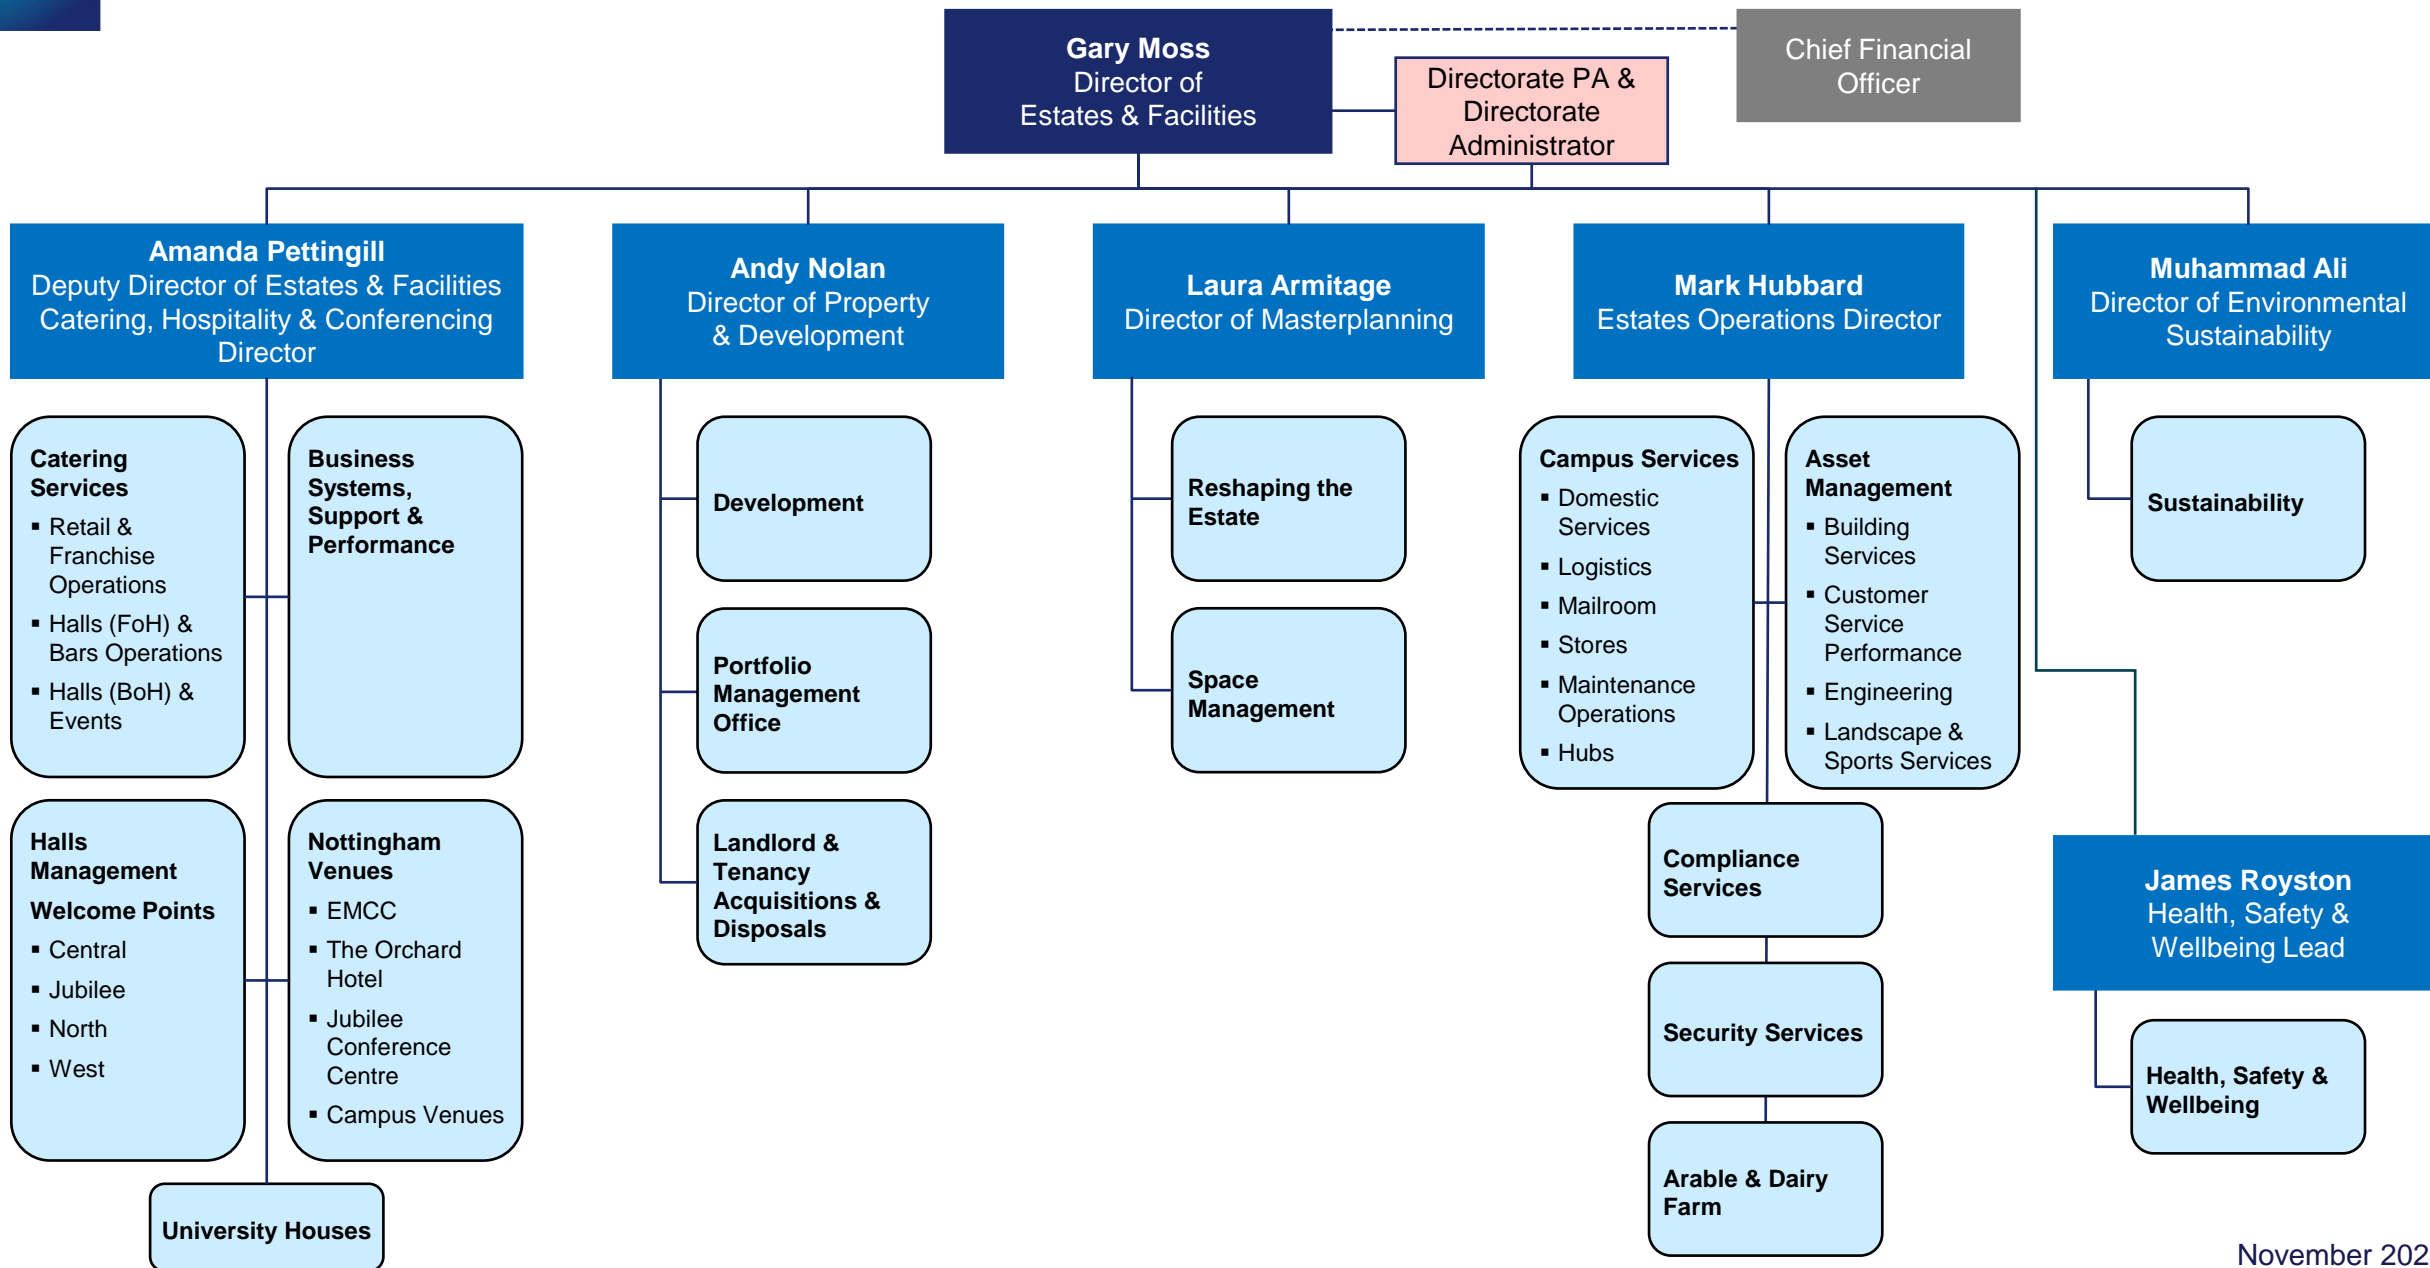 Gary Moss
Director of
Estates & Facilities
Chief Financial
Officer
Directorate PA &
Directorate
Administrator
Amanda Pettingill
Deputy Director of Estates & Facilities
Catering, Hospitality & Conferencing
Director
Andy Nolan
Director of Property
& Development
Laura Armitage
Director of Masterplanning
Mark Hubbard
Estates Operations Director
Muhammad Ali
Director of Environmental
Sustainability
Catering
Services
▪ Retail &
Franchise
Operations
▪ Halls (FoH) &
Bars Operations
▪ Halls (BoH) &
Events
Business
Systems,
Support &
Performance
Halls
Management
Welcome Points
▪ Central
▪ Jubilee
▪ North
▪ West
Nottingham
Venues
▪ EMCC
▪ The Orchard
Hotel
▪ Jubilee
Conference
Centre
▪ Campus Venues
University Houses
Development
Portfolio
Management
Office
Landlord &
Tenancy
Acquisitions &
Disposals
Reshaping the
Estate
Space
Management
Campus Services
▪ Domestic
Services
▪ Logistics
▪ Mailroom
▪ Stores
▪ Maintenance
Operations
▪ Hubs
Asset
Management
▪ Building
Services
▪ Customer
Service
Performance
▪ Engineering
▪ Landscape &
Sports Services
Compliance
Services
Security Services
Arable & Dairy
Farm
Sustainability
James Royston
Health, Safety &
Wellbeing Lead
Health, Safety &
Wellbeing
November